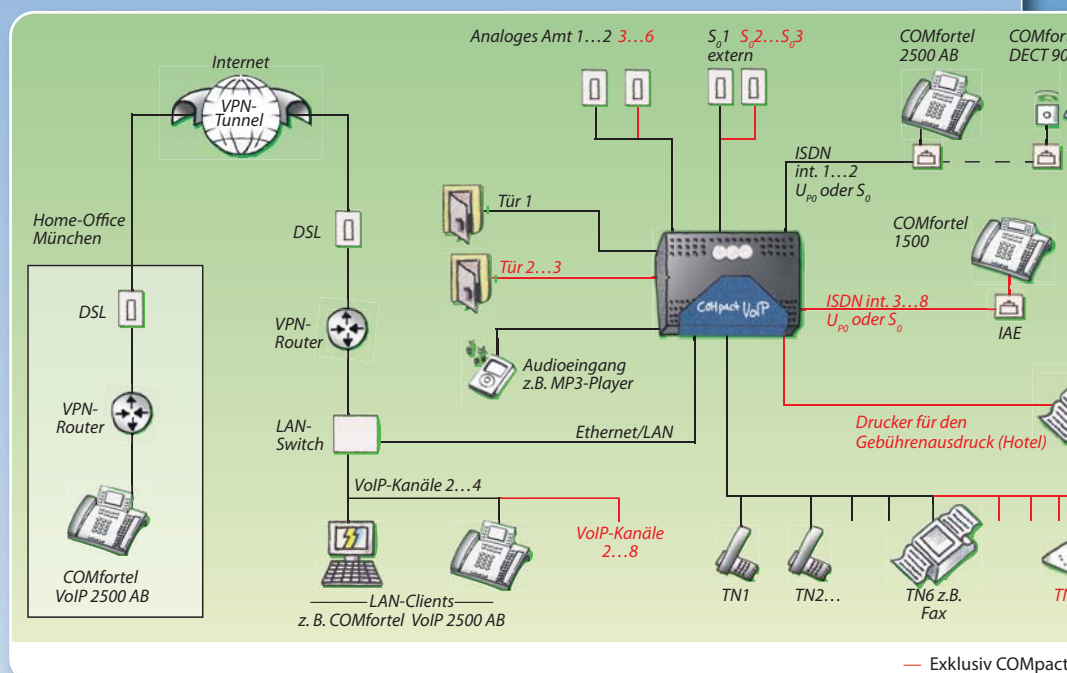 Analoges Amt 1…2 3…6
S₀1 S₀2…S₀3
extern
COMfortel
2500 AB
COMfor
DECT 90
Internet
VPN-
Tunnel
ISDN
int. 1…2
U_P0 oder S₀
Home-Office
München
DSL
Tür 1
COMfortel
1500
Tür 2…3
DSL
COMpact VoIP
ISDN int. 3…8
U_P0 oder S₀
IAE
VPN-
Router
Audioeingang
z.B. MP3-Player
VPN-
Router
LAN-
Switch
Ethernet/LAN
Drucker für den
Gebührenausdruck (Hotel)
VoIP-Kanäle 2…4
VoIP-Kanäle
2…8
COMfortel
VoIP 2500 AB
LAN-Clients
z. B. COMfortel VoIP 2500 AB
TN1
TN2…
TN6 z.B.
Fax
TN
— Exklusiv COMpact